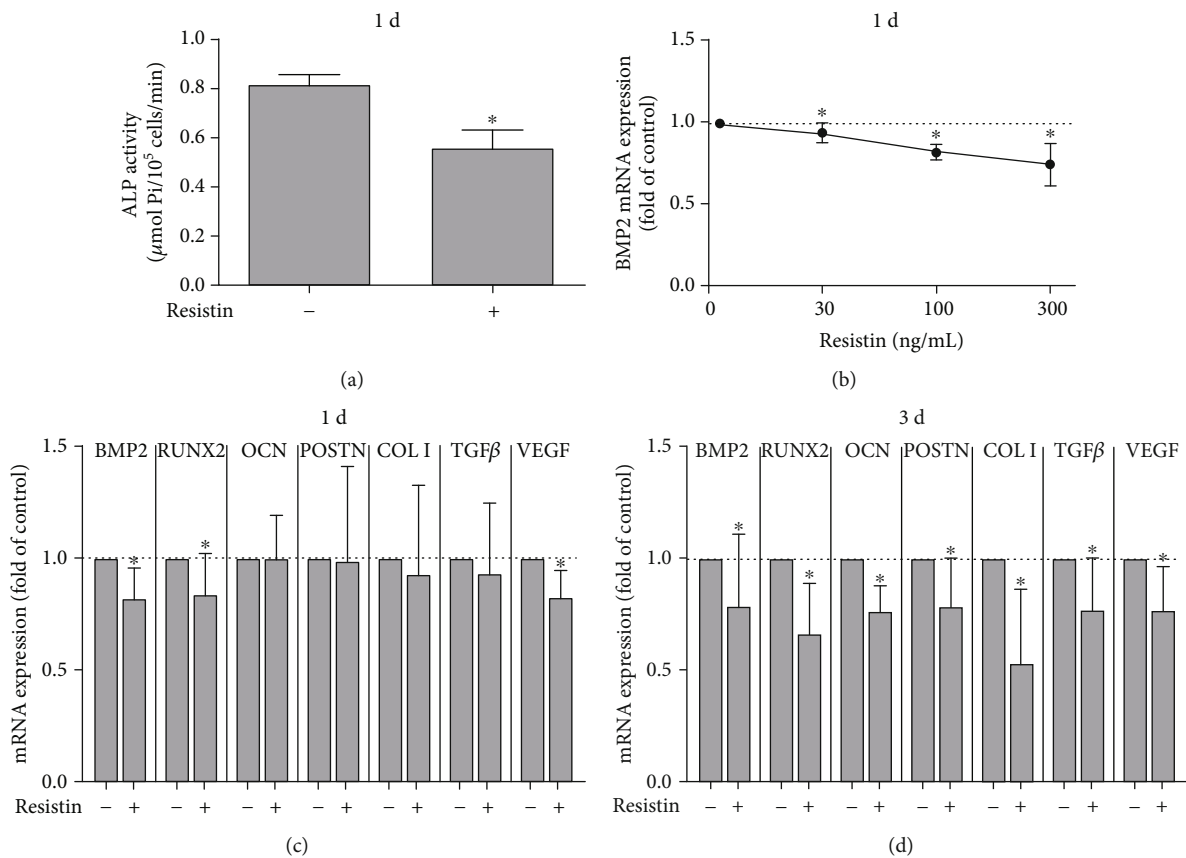 1 d
1.0
0.8
0.6
0.4
0.2
0.0
ALP activity
(μmol Pi/10⁵ cells/min)
*
Resistin − +
(a)
1 d
1.5
1.0
0.5
0.0
BMP2 mRNA expression
(fold of control)
* * *
0 30 100 300
Resistin (ng/mL)
(b)
1 d
1.5
1.0
0.5
0.0
mRNA expression (fold of control)
BMP2 RUNX2 OCN POSTN COL I TGFβ VEGF
* * *
Resistin − + − + − + − + − + − + − +
(c)
3 d
1.5
1.0
0.5
0.0
mRNA expression (fold of control)
BMP2 RUNX2 OCN POSTN COL I TGFβ VEGF
* * * * * * *
Resistin − + − + − + − + − + − + − +
(d)